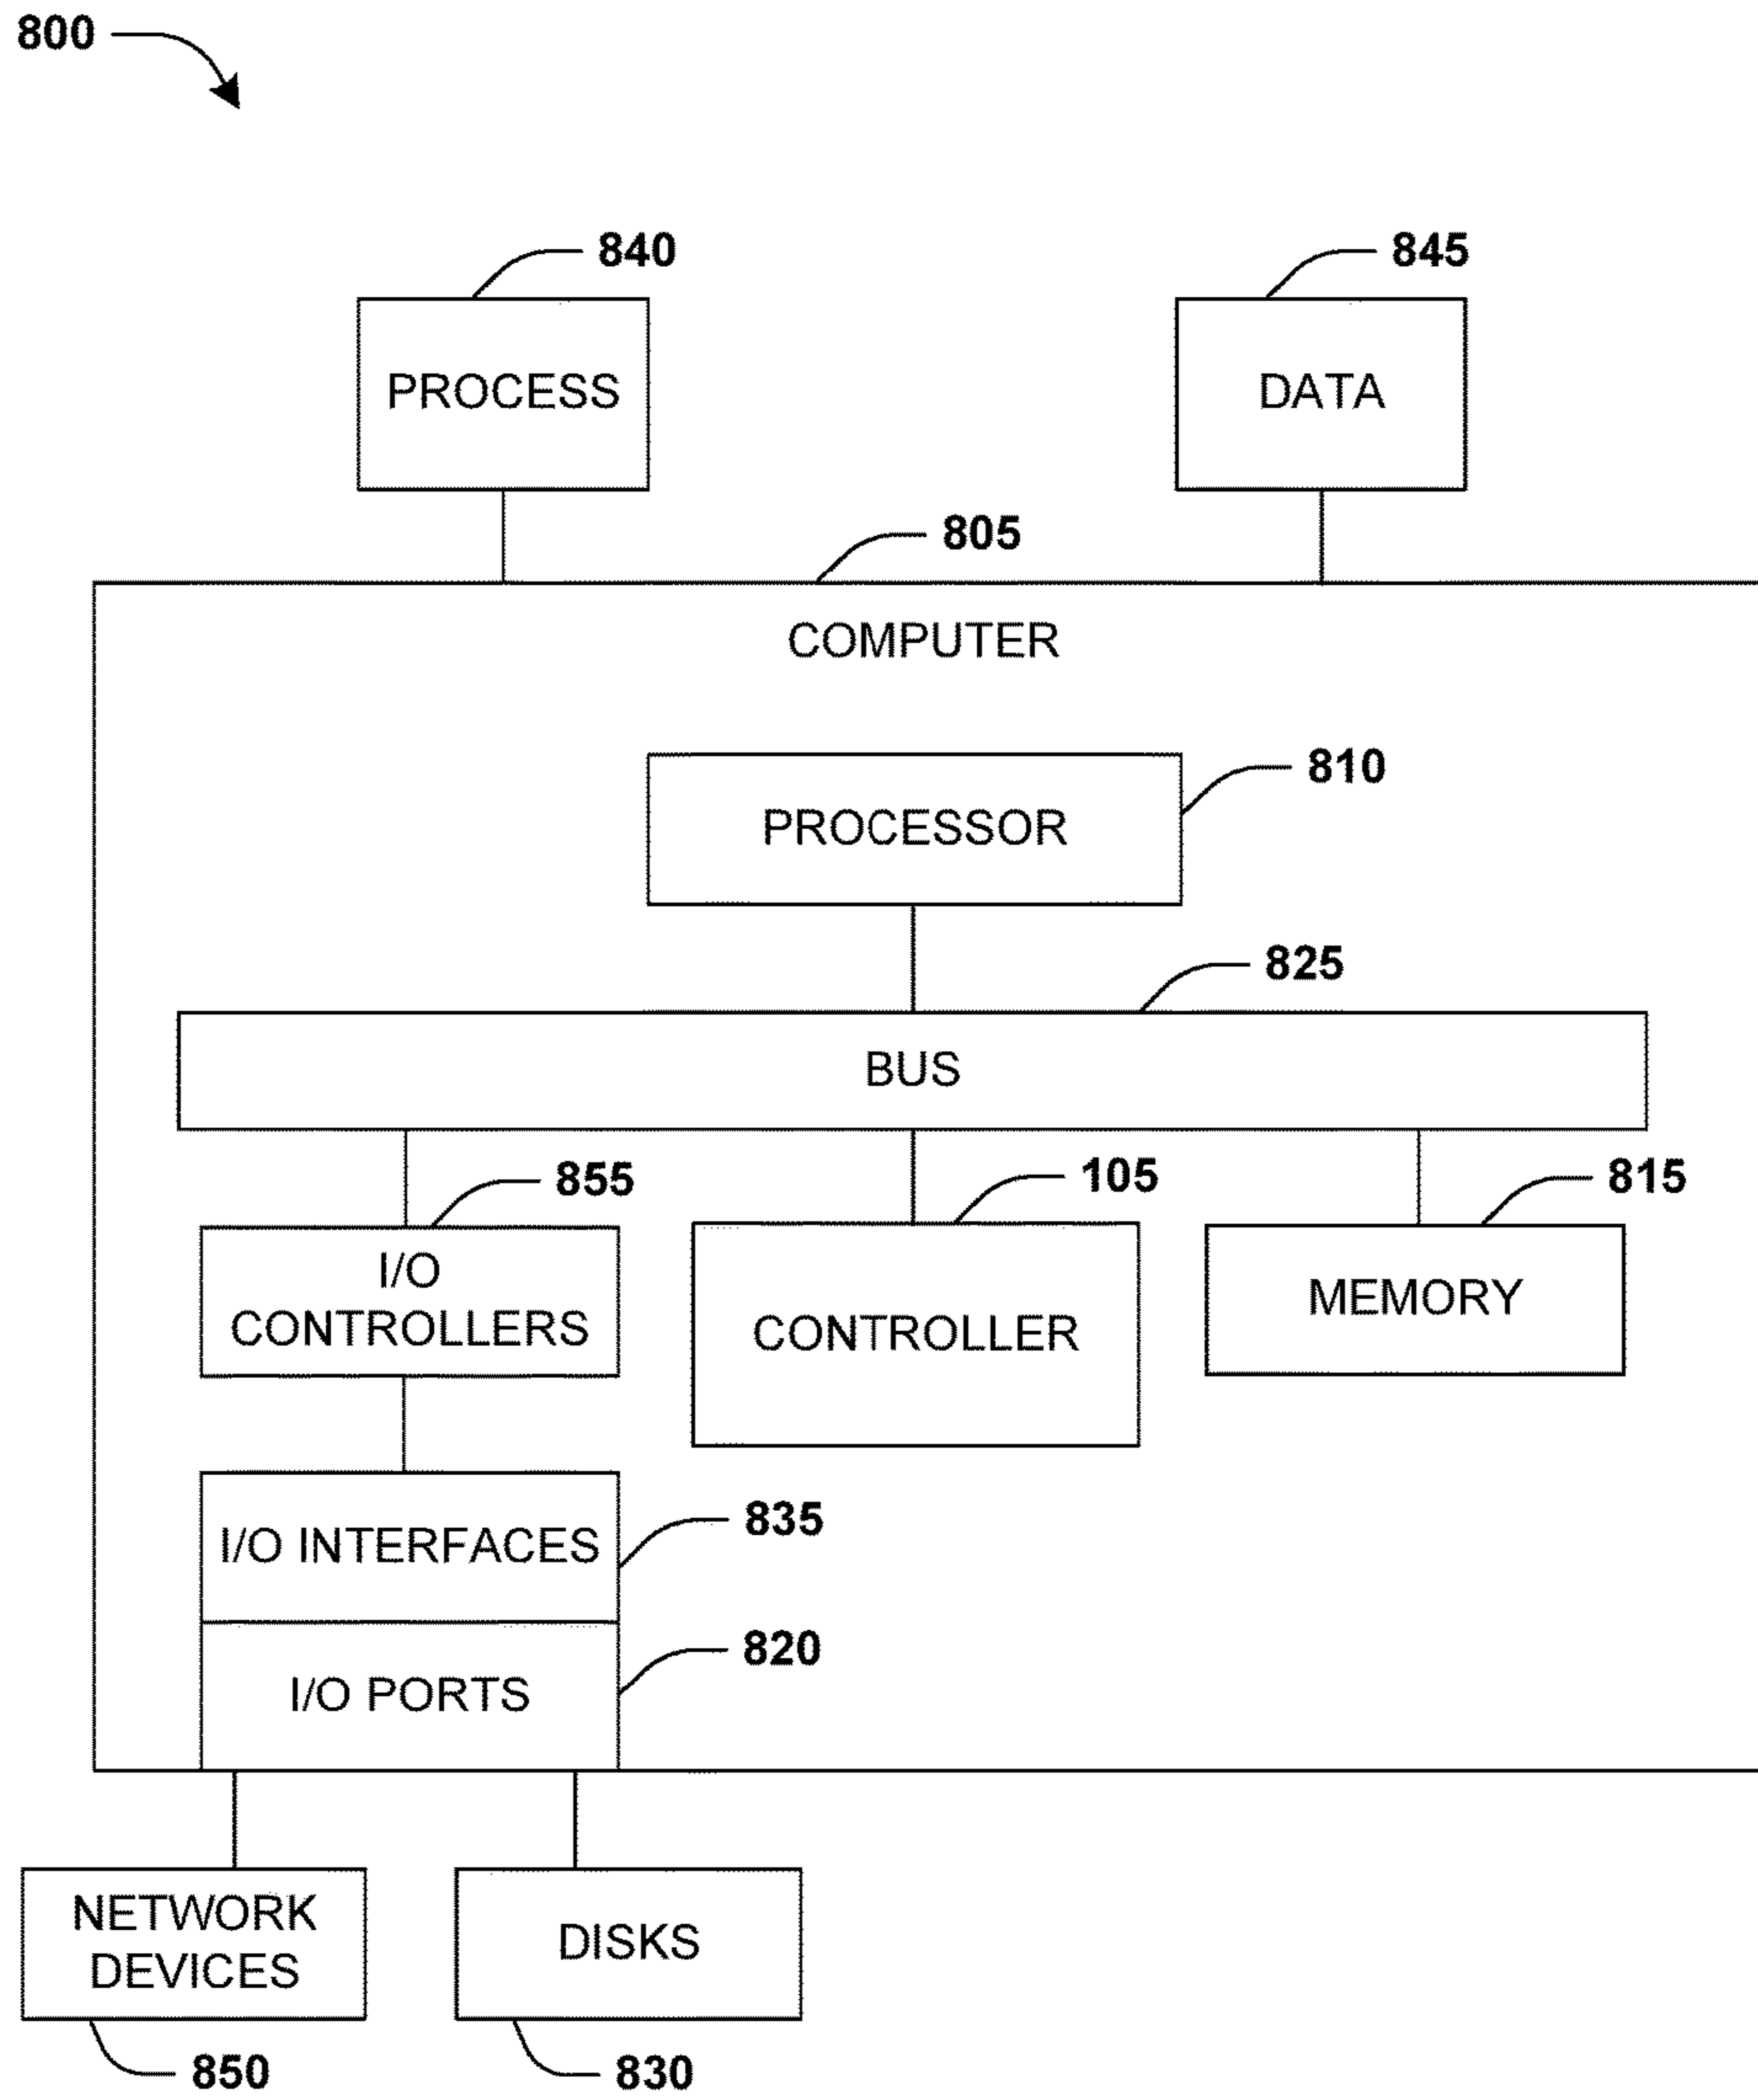 800
840
845
PROCESS
DATA
805
COMPUTER
810
PROCESSOR
825
BUS
855
105
815
I/O
CONTROLLERS
CONTROLLER
MEMORY
835
I/O INTERFACES
820
I/O PORTS
NETWORK
DEVICES
DISKS
850
830